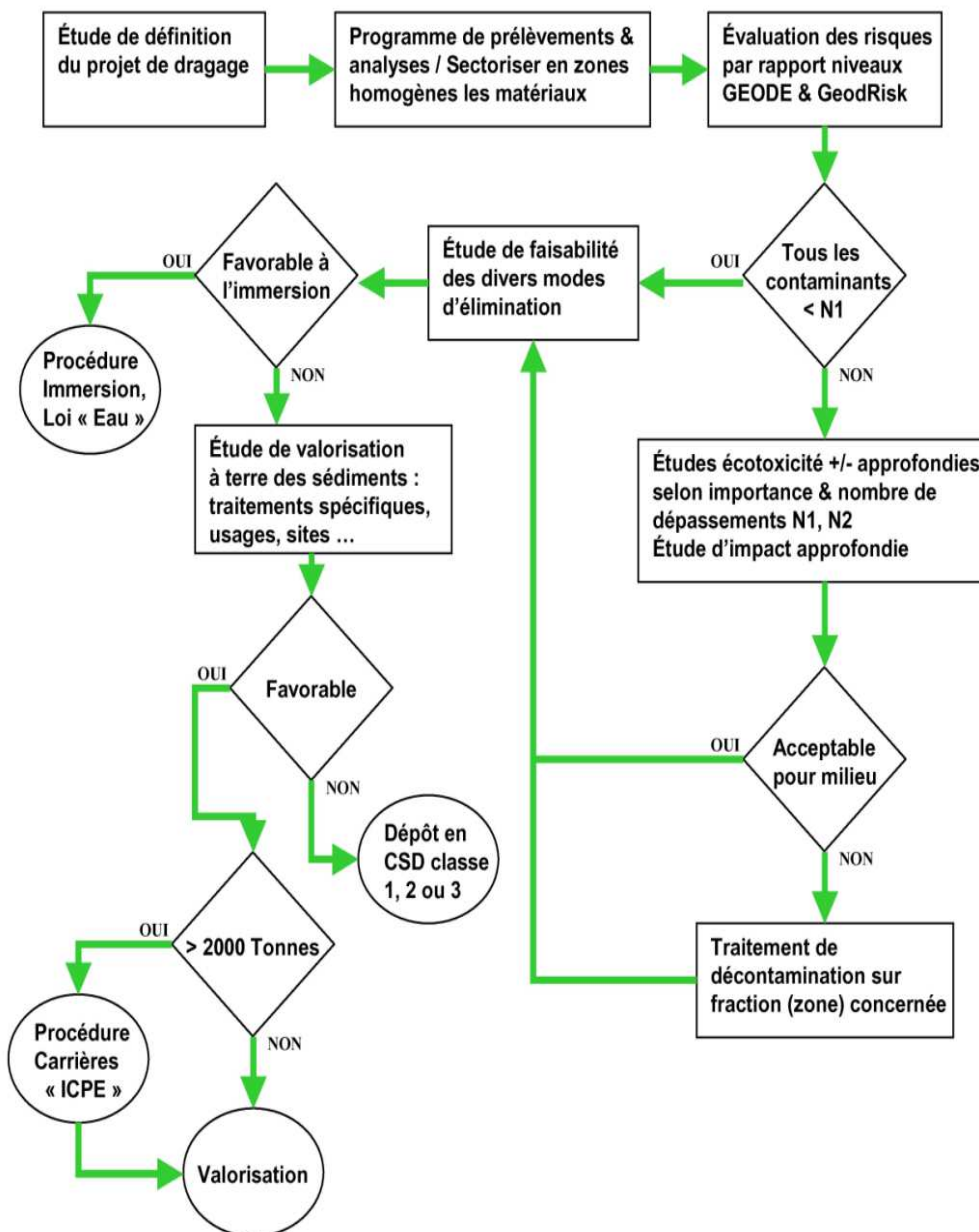 Étude de définition
du projet de dragage
Programme de prélèvements &
analyses / Sectoriser en zones
homogènes les matériaux
Évaluation des risques
par rapport niveaux
GEODE & GeodRisk
Tous les
contaminants
< N1
OUI
NON
Étude de faisabilité
des divers modes
d'élimination
Favorable à
l'immersion
OUI
NON
Procédure
Immersion,
Loi « Eau »
Étude de valorisation
à terre des sédiments :
traitements spécifiques,
usages, sites …
Études écotoxicité +/- approfondies
selon importance & nombre de
dépassements N1, N2
Étude d'impact approfondie
Favorable
OUI
NON
Acceptable
pour milieu
OUI
NON
Dépôt en
CSD classe
1, 2 ou 3
> 2000 Tonnes
OUI
NON
Traitement de
décontamination sur
fraction (zone) concernée
Procédure
Carrières
« ICPE »
Valorisation